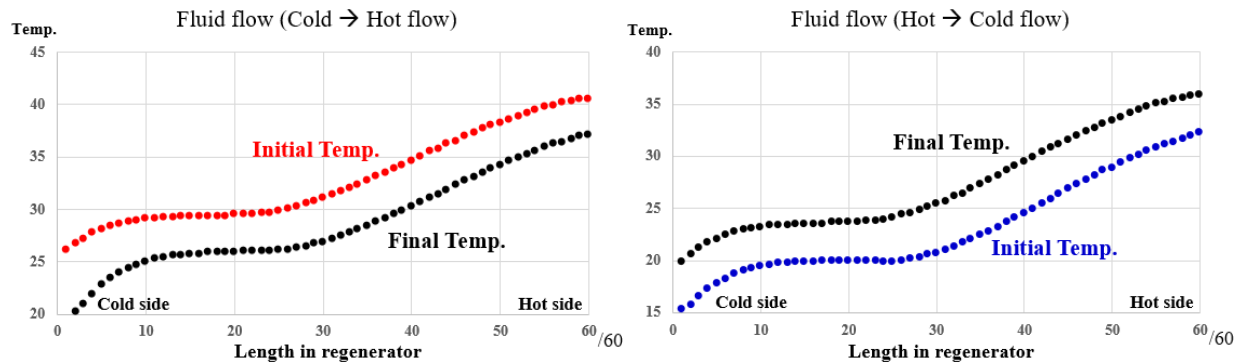 Fluid flow (Cold → Hot flow)
Temp.
45
40
35
30
25
20
Initial Temp.
Final Temp.
Cold side
Hot side
0 10 20 30 40 50 60 /60
Length in regenerator
Fluid flow (Hot → Cold flow)
Temp.
40
35
30
25
20
15
Final Temp.
Initial Temp.
Cold side
Hot side
0 10 20 30 40 50 60 /60
Length in regenerator